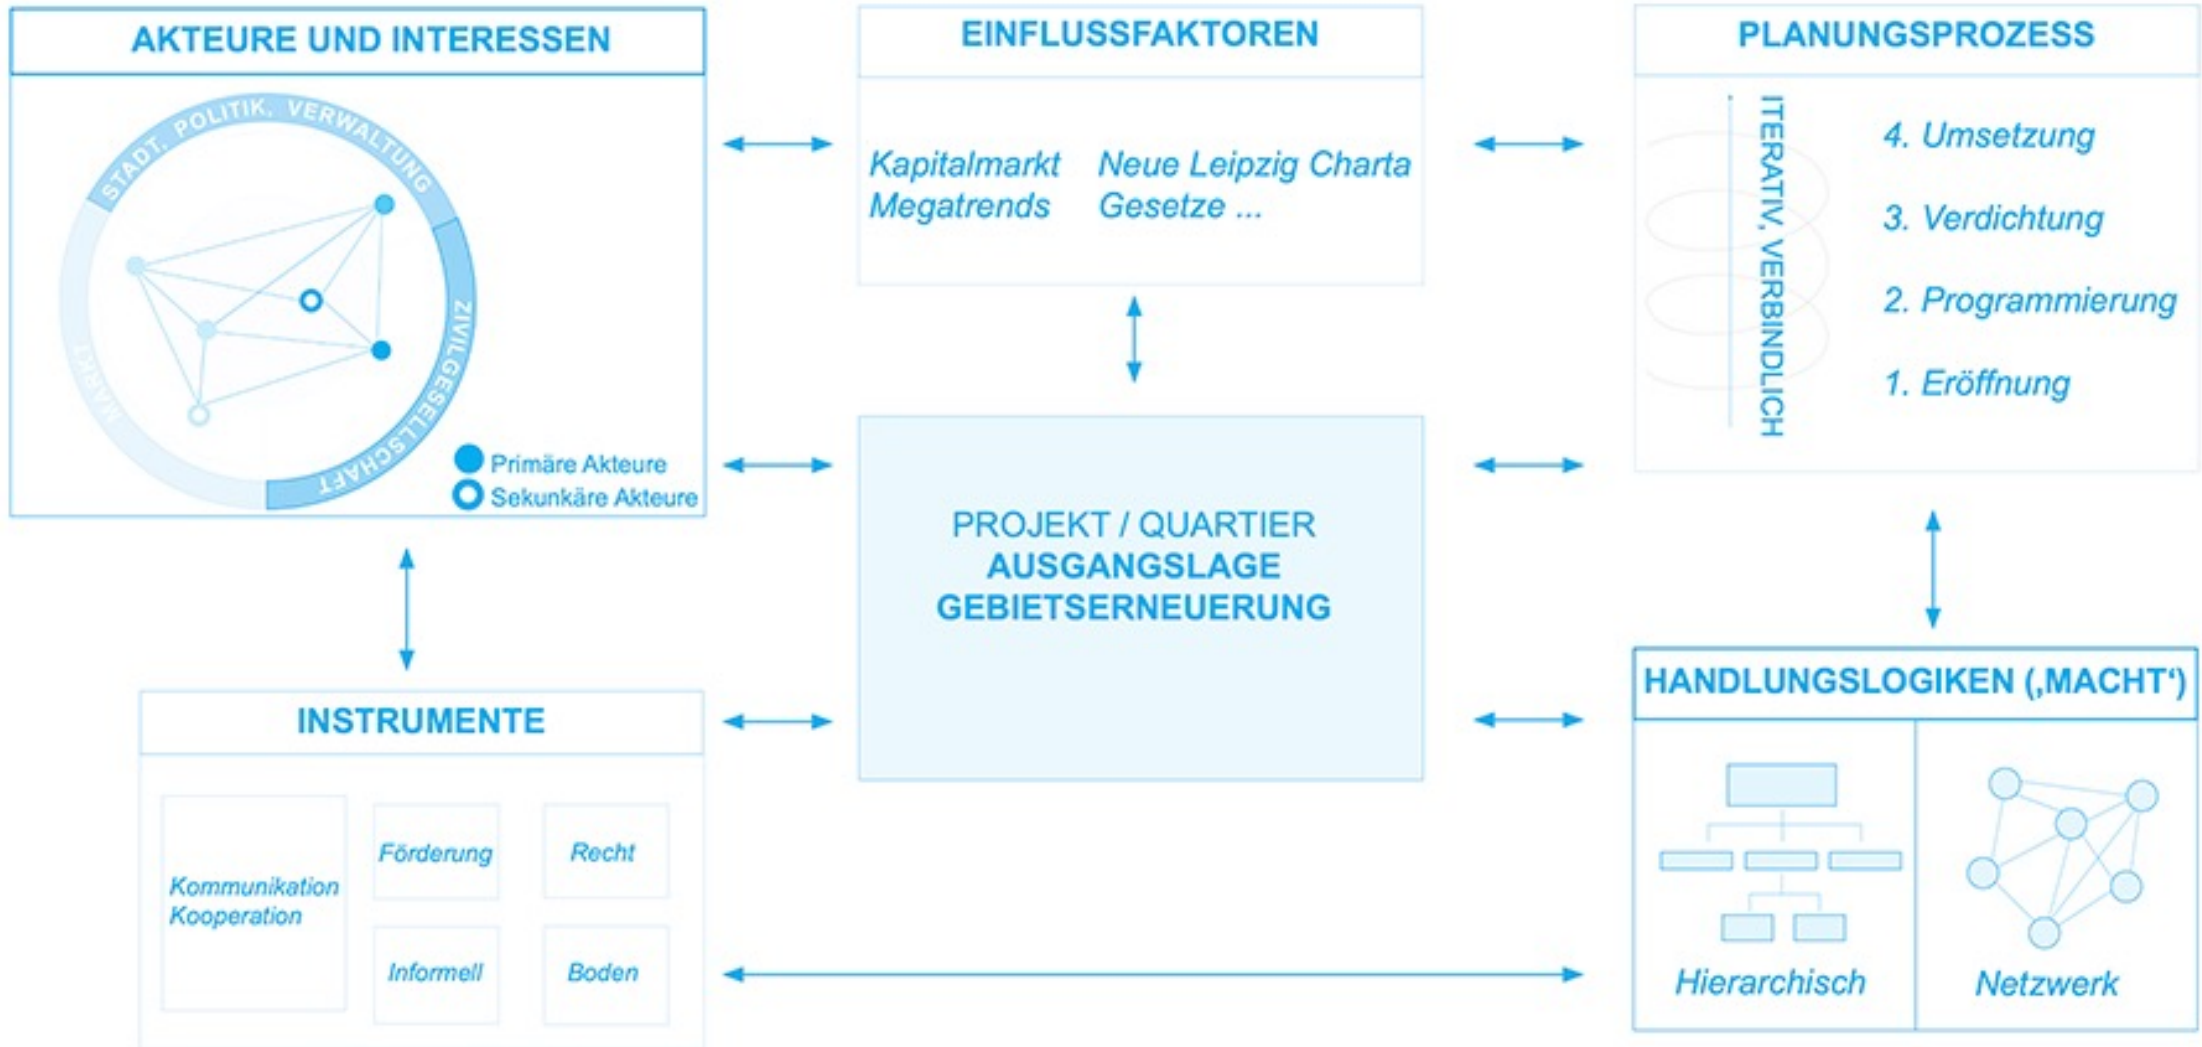 AKTEURE UND INTERESSEN
STADT, POLITIK, VERWALTUNG
ZIVILGESELLSCHAFT
MARKT
Primäre Akteure
Sekunkäre Akteure
EINFLUSSFAKTOREN
Kapitalmarkt
Megatrends
Neue Leipzig Charta
Gesetze ...
PLANUNGSPROZESS
ITERATIV, VERBINDLICH
4. Umsetzung
3. Verdichtung
2. Programmierung
1. Eröffnung
PROJEKT / QUARTIER
AUSGANGSLAGE
GEBIETSERNEUERUNG
INSTRUMENTE
Kommunikation
Kooperation
Förderung
Recht
Informell
Boden
HANDLUNGSLOGIKEN (‚MACHT‘)
Hierarchisch
Netzwerk